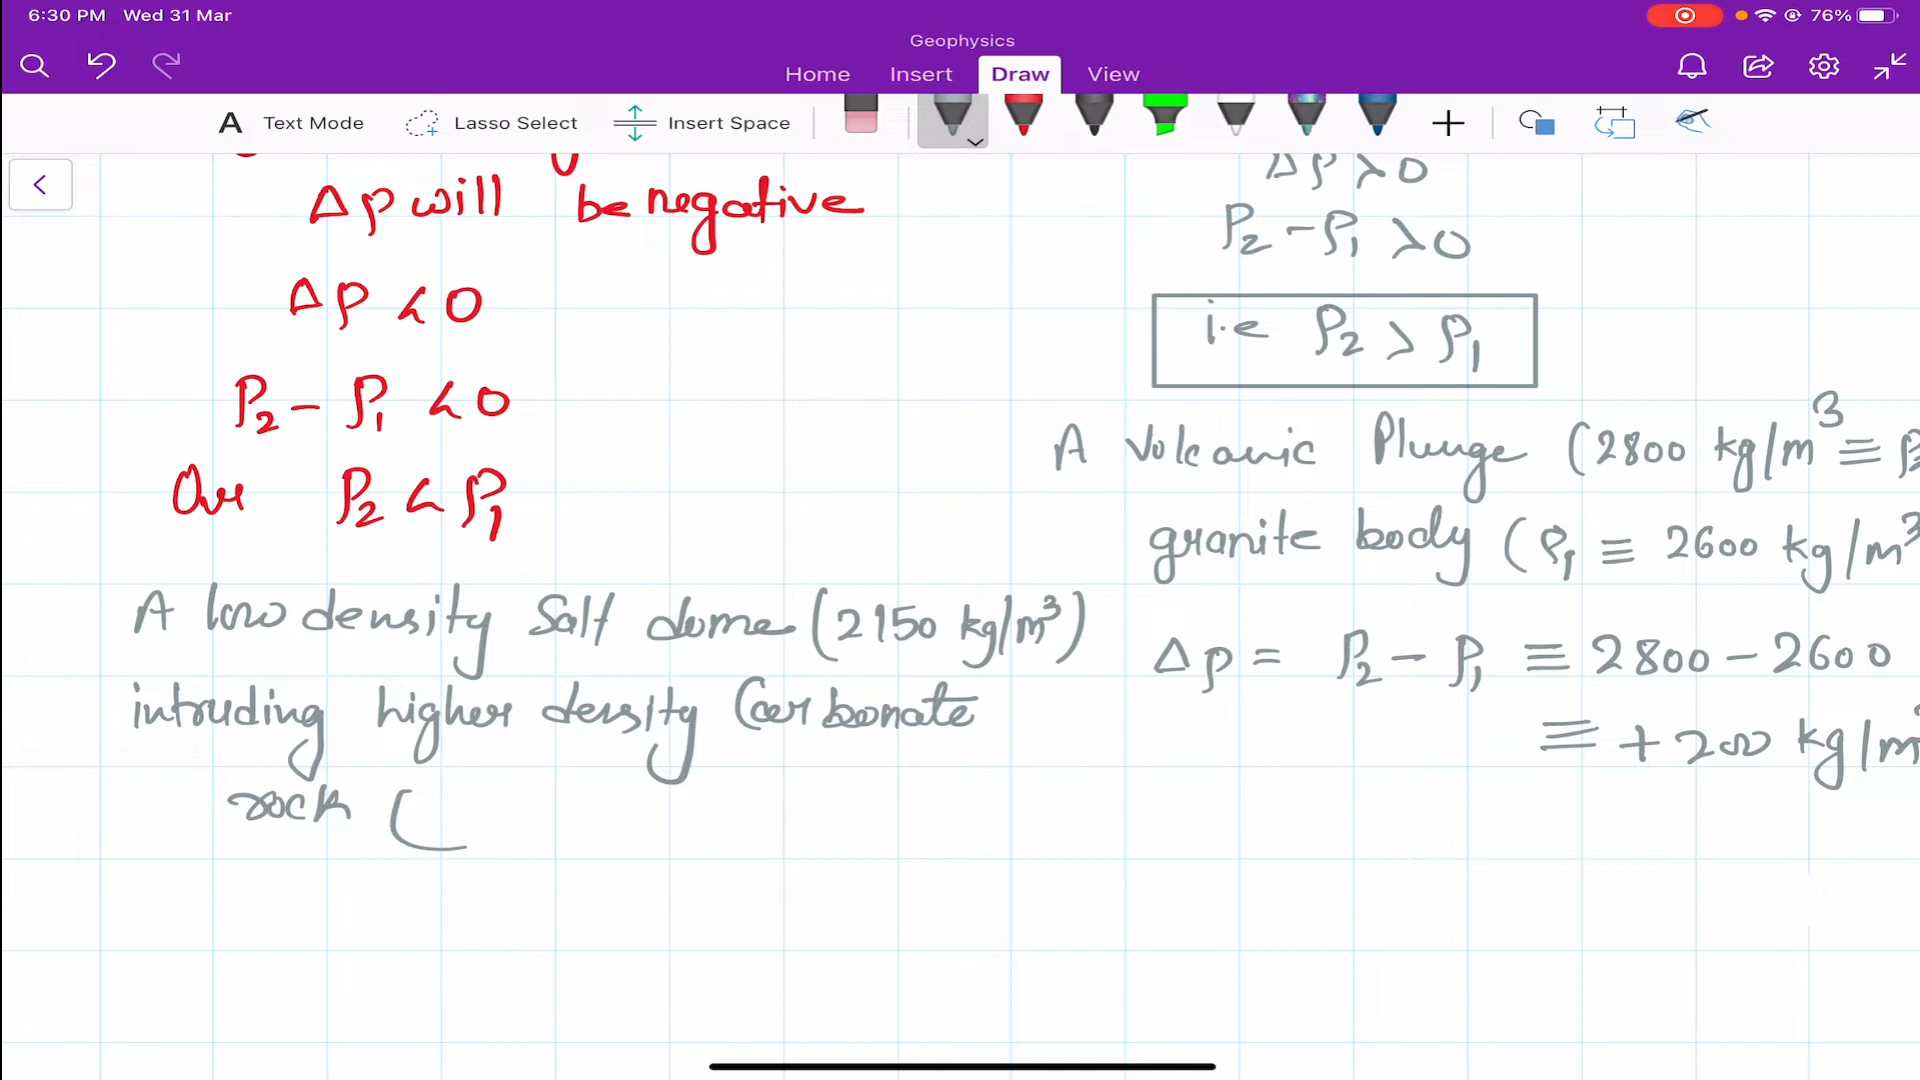 6:30 PM Wed 31 Mar
76%
Geophysics
Home Insert Draw View
A Text Mode Lasso Select Insert Space
Δρ will be negative
Δρ < 0
ρ2 - ρ1 < 0
ρ2 < ρ1
A low density Salt dome (2150 kg/m³)
intruding higher density Carbonate
rock (
Δρ > 0
ρ2 - ρ1 > 0
i.e ρ2 > ρ1
A Volcanic Plunge (2800 kg/m³ ≡ ρ2
granite body (ρ1 ≡ 2600 kg/m³
Δρ = ρ2 - ρ1 ≡ 2800 - 2600
≡ + 200 kg/m